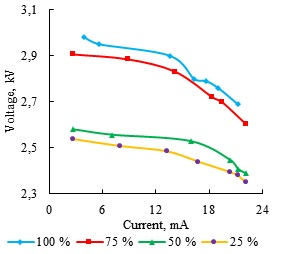 3,1
2,9
2,7
2,5
2,3
Voltage, kV
0 6 12 18 24
Current, mA
100 % 75 % 50 % 25 %